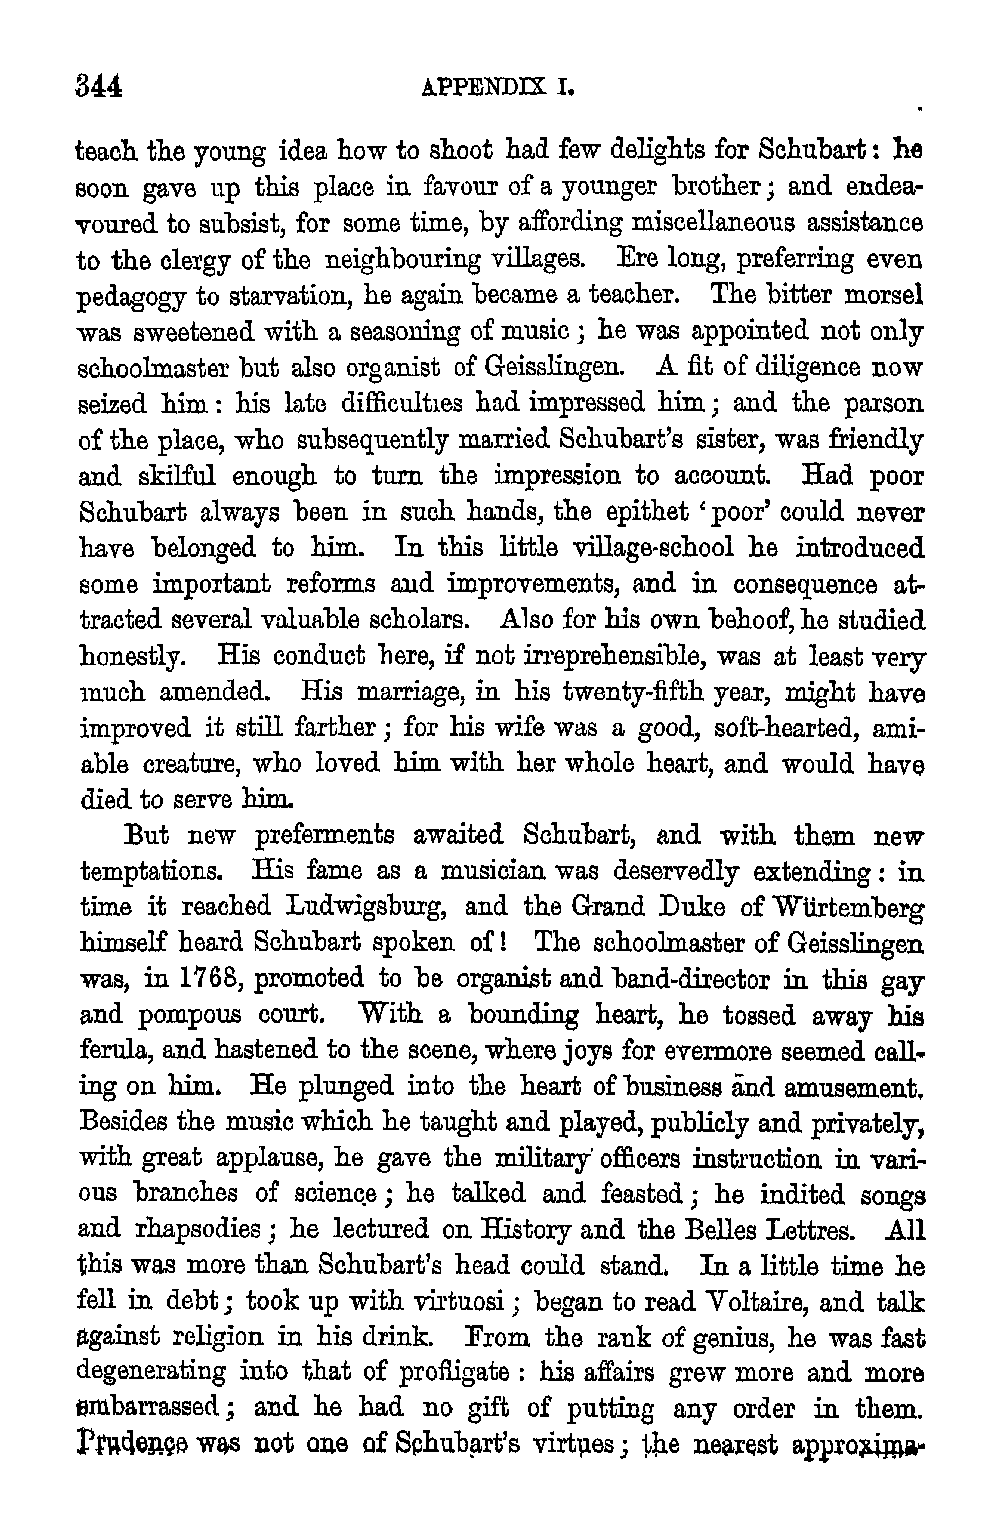 344 APPENDIX I.
teach the young idea how to shoot had few delights for Schubart: he
soon gave up this place in favour of a younger brother; and endea-
voured to subsist, for some time, by affording miscellaneous assistance
to the clergy of the neighbouring villages. Ere long, preferring even
pedagogy to starvation, he again became a teacher. The bitter morsel
was sweetened with a seasoning of music; he was appointed not only
schoolmaster but also organist of Geisslingen. A fit of diligence now
seized him: his late difficulties had impressed him; and the parson
of the place, who subsequently married Schubart's sister, was friendly
and skilful enough to turn the impression to account. Had poor
Schubart always been in such hands, the epithet 'poor' could never
have belonged to him. In this little village-school he introduced
some important reforms and improvements, and in consequence at-
tracted several valuable scholars. Also for his own behoof, he studied
honestly. His conduct here, if not irreprehensible, was at least very
much amended. His marriage, in his twenty-fifth year, might have
improved it still farther; for his wife was a good, soft-hearted, ami-
able creature, who loved him with her whole heart, and would have
died to serve him.
But new preferments awaited Schubart, and with them new
temptations. His fame as a musician was deservedly extending: in
time it reached Ludwigsburg, and the Grand Duke of Würtemberg
himself heard Schubart spoken of! The schoolmaster of Geisslingen
was, in 1768, promoted to be organist and band-director in this gay
and pompous court. With a bounding heart, he tossed away his
ferula, and hastened to the scene, where joys for evermore seemed call-
ing on him. He plunged into the heart of business and amusement.
Besides the music which he taught and played, publicly and privately,
with great applause, he gave the military officers instruction in vari-
ous branches of science; he talked and feasted; he indited songs
and rhapsodies; he lectured on History and the Belles Lettres. All
this was more than Schubart's head could stand. In a little time he
fell in debt; took up with virtuosi; began to read Voltaire, and talk
against religion in his drink. From the rank of genius, he was fast
degenerating into that of profligate: his affairs grew more and more
embarrassed; and he had no gift of putting any order in them.
Prudence was not one of Schubart's virtues; the nearest approxima-